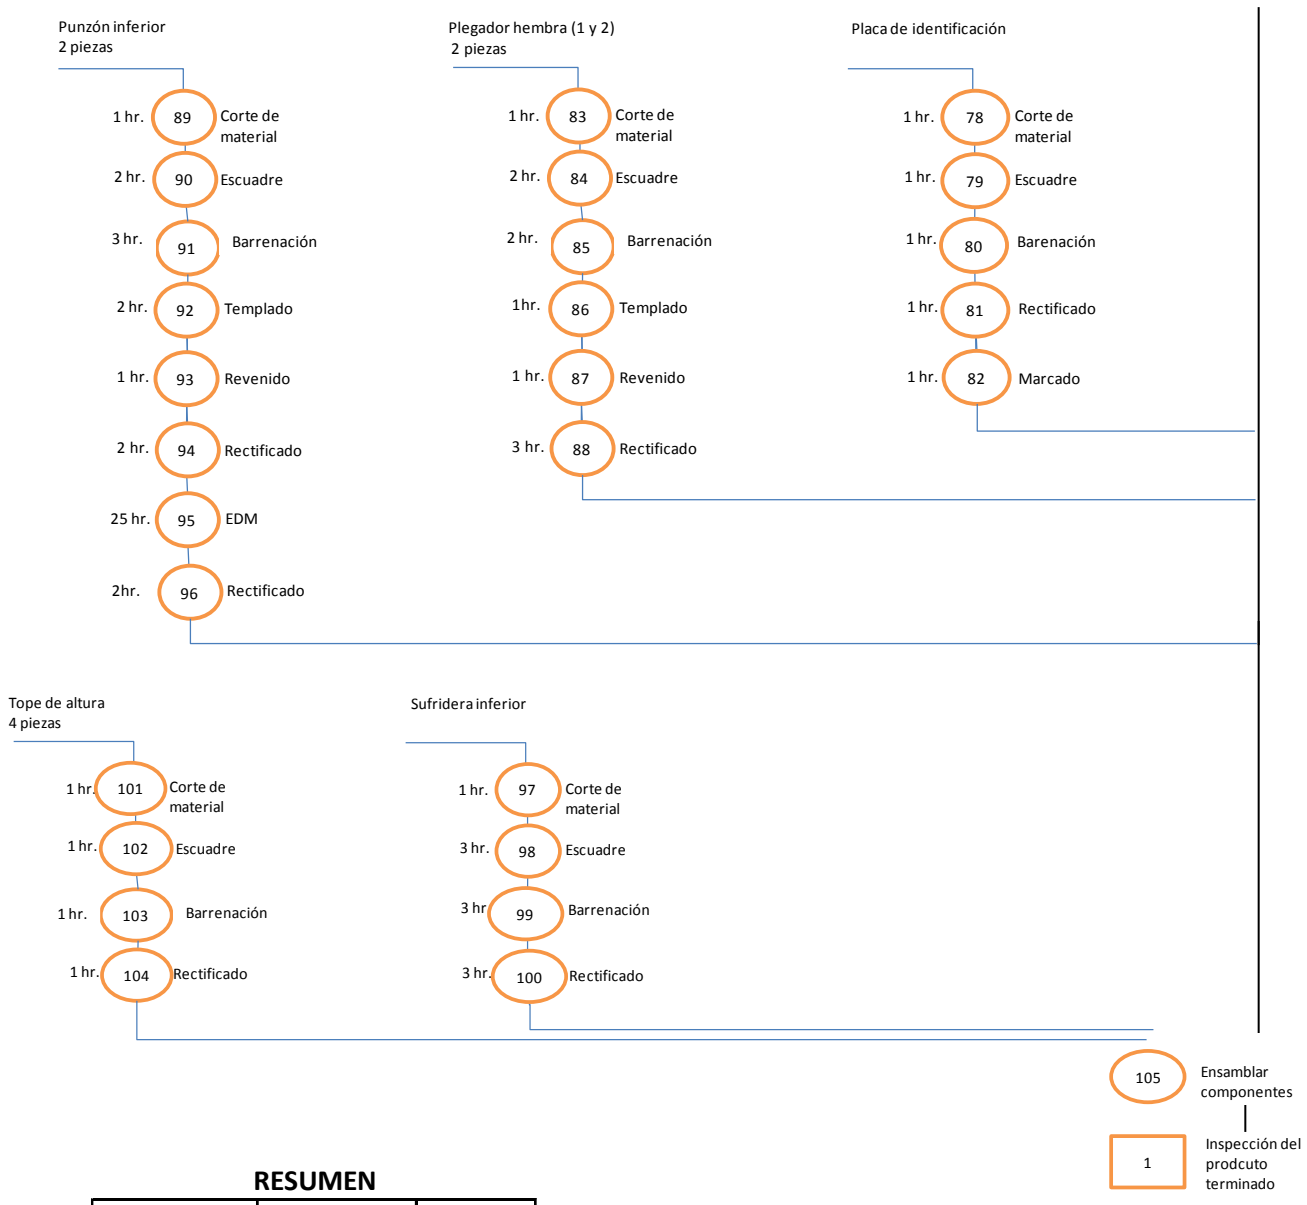 Punzón inferior
2 piezas
1 hr.
89
Corte de
material
2 hr.
90
Escuadre
3 hr.
91
Barrenación
2 hr.
92
Templado
1 hr.
93
Revenido
2 hr.
94
Rectificado
25 hr.
95
EDM
2hr.
96
Rectificado
Plegador hembra (1 y 2)
2 piezas
1 hr.
83
Corte de
material
2 hr.
84
Escuadre
2 hr.
85
Barrenación
1hr.
86
Templado
1 hr.
87
Revenido
3 hr.
88
Rectificado
Placa de identificación
1 hr.
78
Corte de
material
1 hr.
79
Escuadre
1 hr.
80
Barenación
1 hr.
81
Rectificado
1 hr.
82
Marcado
Tope de altura
4 piezas
1 hr.
101
Corte de
material
1 hr.
102
Escuadre
1 hr.
103
Barrenación
1 hr.
104
Rectificado
Sufridera inferior
1 hr.
97
Corte de
material
3 hr.
98
Escuadre
3 hr
99
Barrenación
3 hr.
100
Rectificado
105
Ensamblar
componentes
1
Inspección del
prodcuto
terminado
RESUMEN